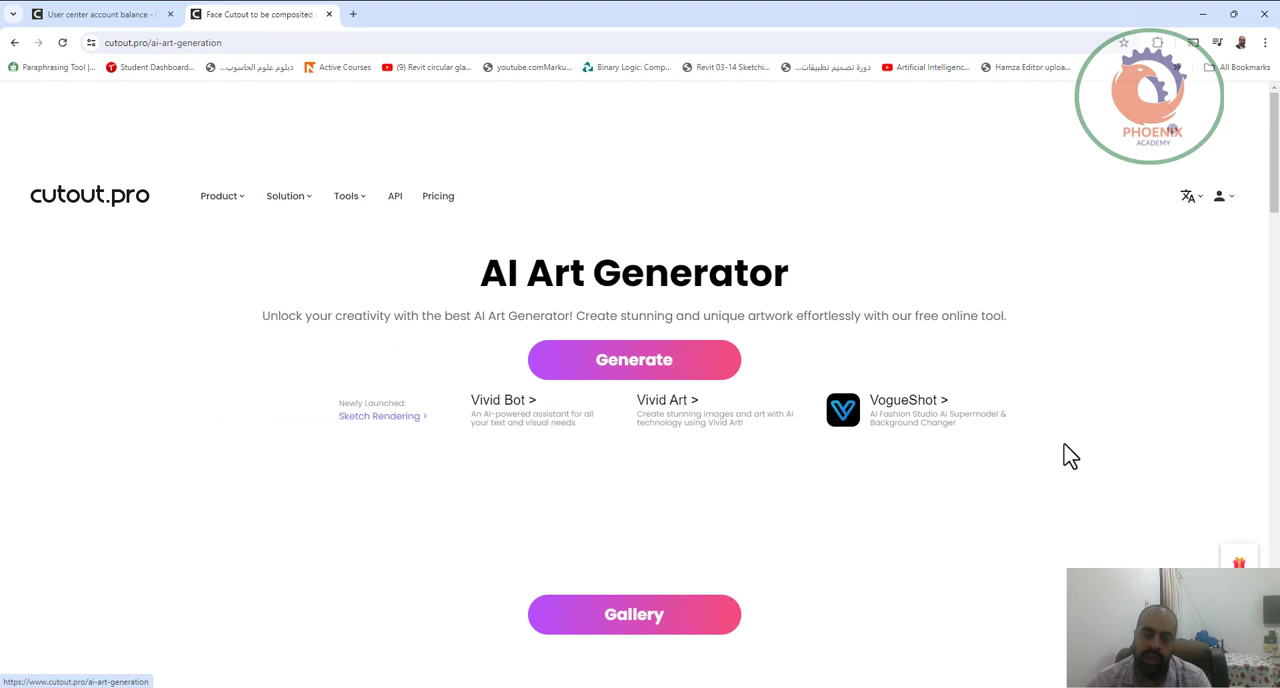 User center account balance - C
Face Cutout to be composited
cutout.pro/ai-art-generation
Paraphrasing Tool |...
Student Dashboard...
دبلوم علوم الحاسوب...
Active Courses
(9) Revit circular gla...
youtube.comMarku...
Binary Logic: Comp...
Revit 03-14 Sketchi...
دورة تصميم تطبيقات...
Artificial Intelligenc...
Hamza Editor uploa...
All Bookmarks
PHOENIX
ACADEMY
cutout.pro
Product
Solution
Tools
API
Pricing
AI Art Generator
Unlock your creativity with the best AI Art Generator! Create stunning and unique artwork effortlessly with our free online tool.
Generate
Newly Launched:
Sketch Rendering >
Vivid Bot >
An AI-powered assistant for all
your text and visual needs
Vivid Art >
Create stunning images and art with AI
technology using Vivid Art!
VogueShot >
AI Fashion Studio AI Supermodel &
Background Changer
Gallery
https://www.cutout.pro/ai-art-generation